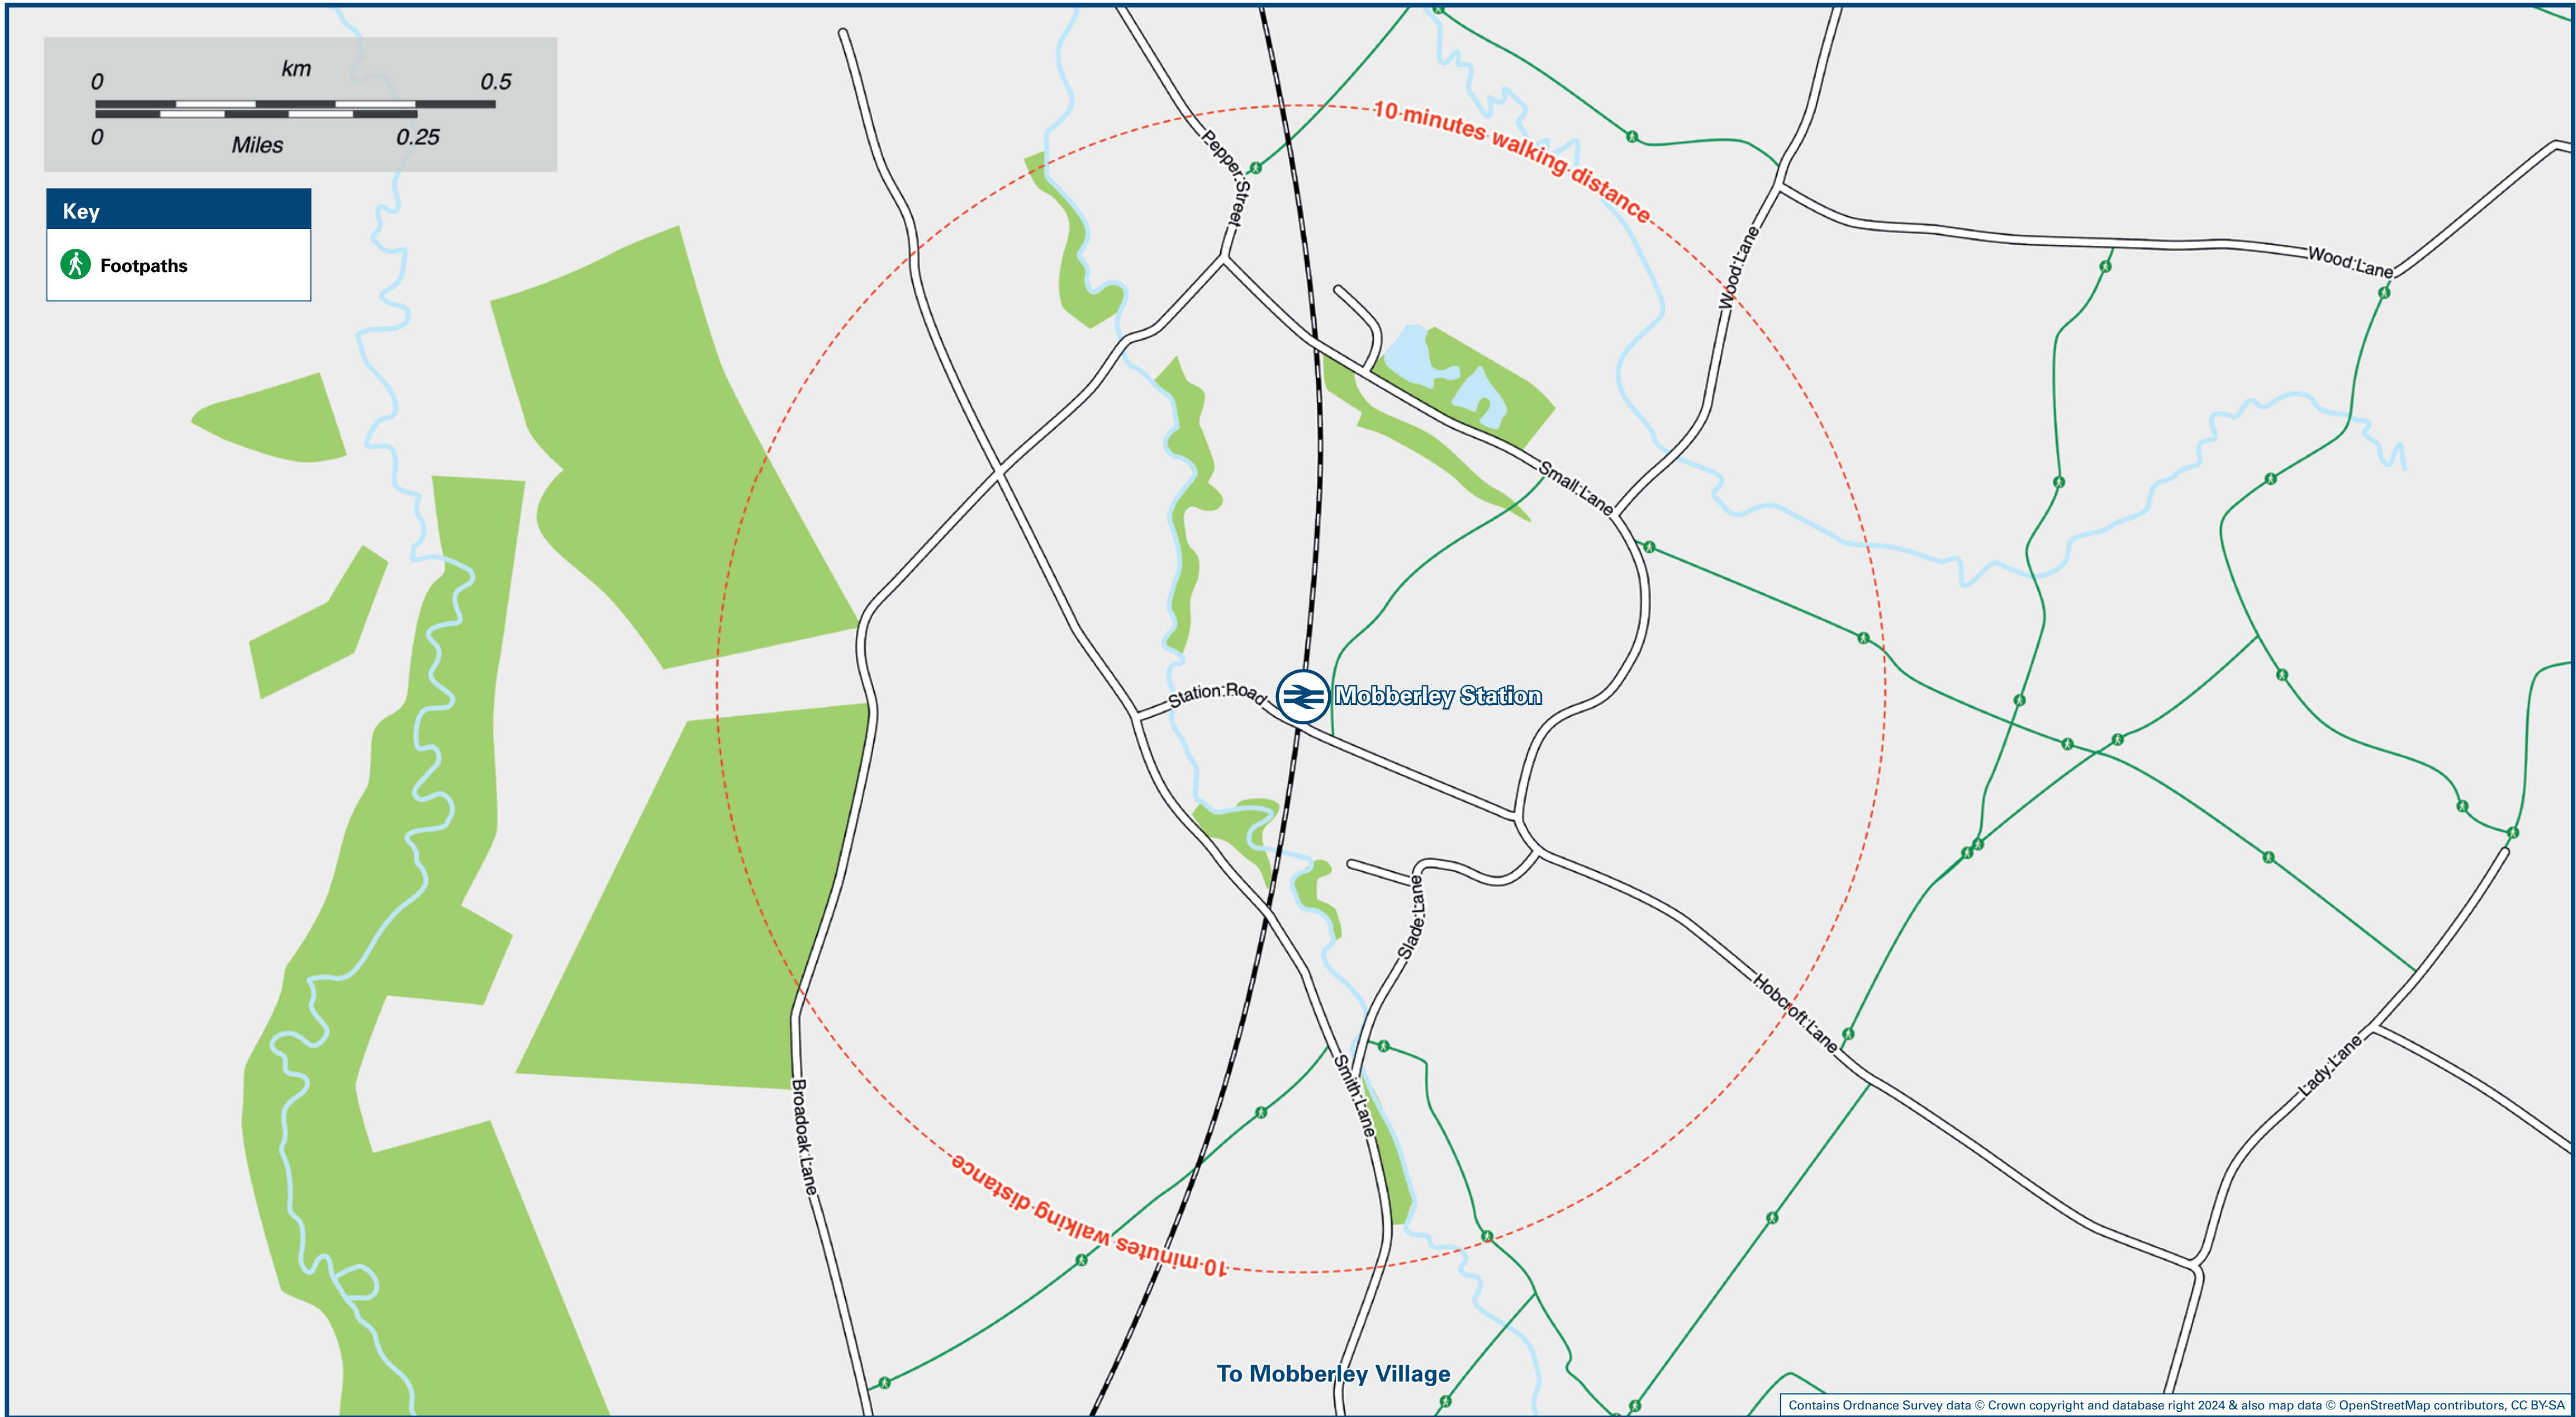 km
0 0.5
0 0.25
Miles
Key
Footpaths
10 minutes walking distance
Pepper Street
Wood Lane
Wood Lane
Small Lane
Station Road
Mobberley Station
Slade Lane
Hobcroft Lane
Lady Lane
Smith Lane
Broadoak Lane
10 minutes walking distance
To Mobberley Village
Contains Ordnance Survey data © Crown copyright and database right 2024 & also map data © OpenStreetMap contributors, CC BY-SA